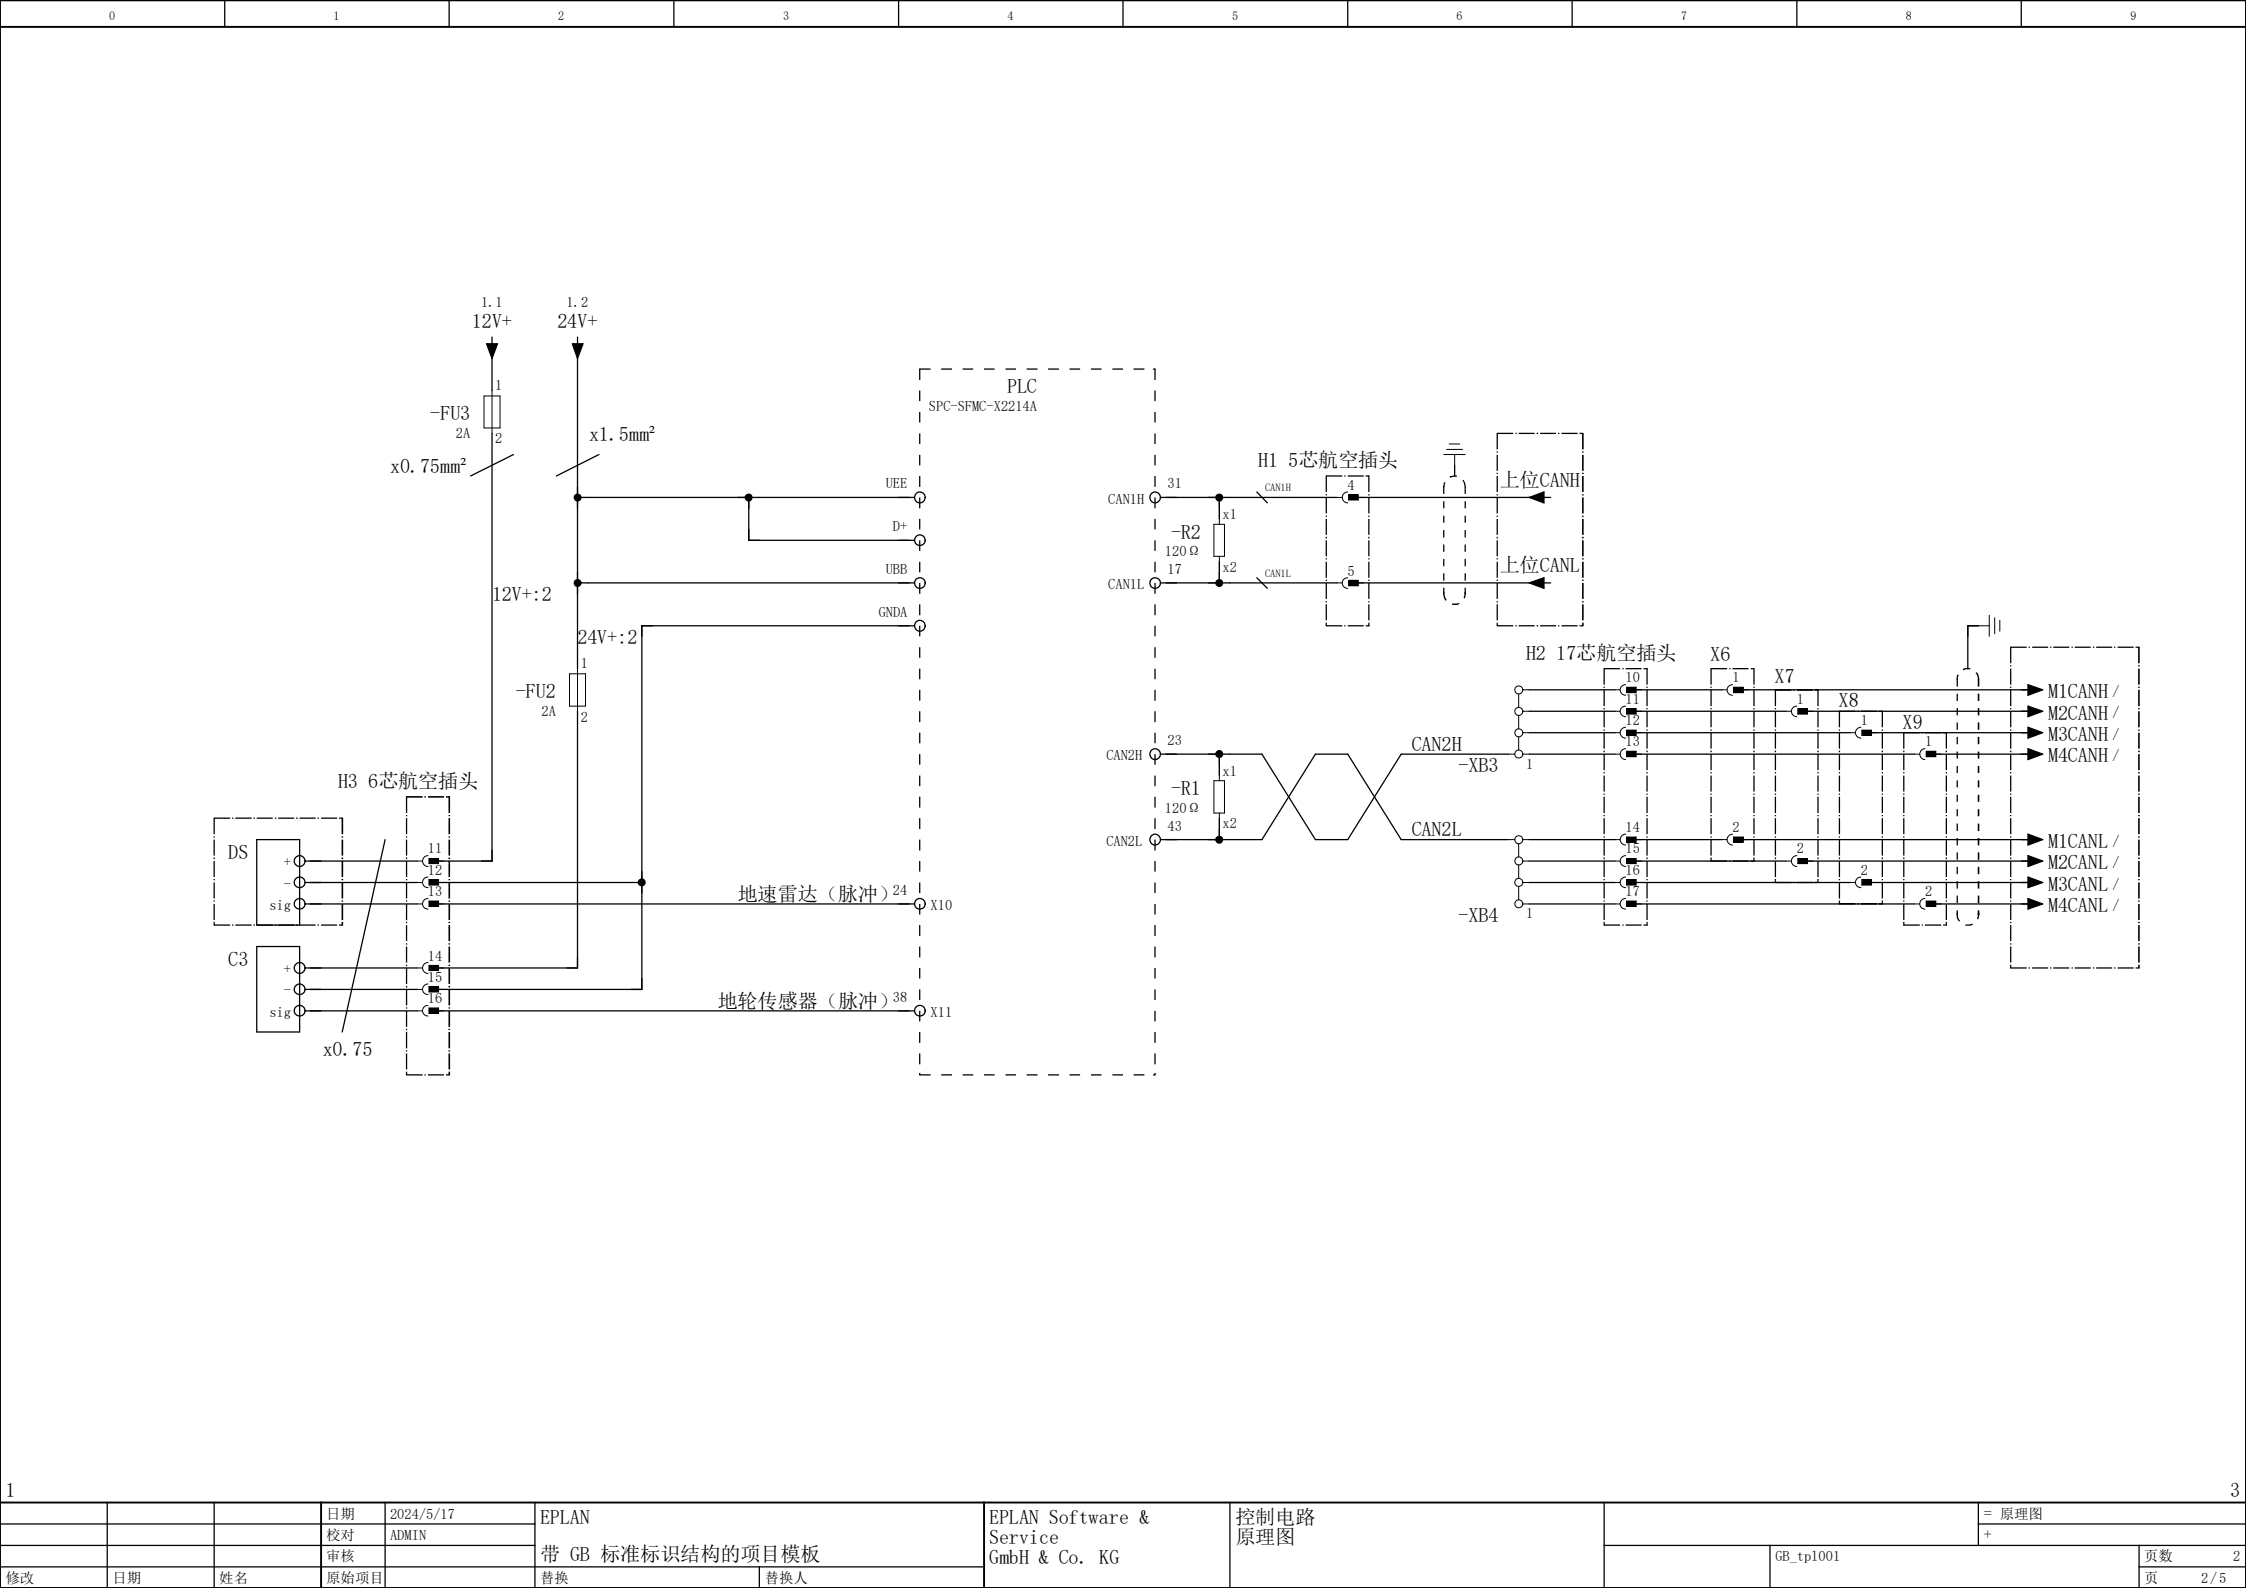 0 1 2 3 4 5 6 7 8 9
1.1 1.2
12V+ 24V+
1
-FU3
2A
2
x0.75mm²
x1.5mm²
12V+:2
24V+:2
1
-FU2
2A
2
PLC
SPC-SFMC-X2214A
UEE
D+
UBB
GNDA
CAN1H
31
CAN1L
17
x1
-R2
120Ω
x2
CAN1H
CAN1L
H1 5芯航空插头
4
5
上位CANH
上位CANL
CAN2H
23
CAN2L
43
x1
-R1
120Ω
x2
CAN2H
CAN2L
-XB3
1
-XB4
1
H2 17芯航空插头
10
11
12
13
14
15
16
17
X6
1
2
X7
1
2
X8
1
2
X9
1
2
M1CANH /
M2CANH /
M3CANH /
M4CANH /
M1CANL /
M2CANL /
M3CANL /
M4CANL /
H3 6芯航空插头
DS
+
-
sig
C3
+
-
sig
11
12
13
14
15
16
x0.75
地速雷达（脉冲）24
X10
地轮传感器（脉冲）38
X11
1
3
日期 2024/5/17
校对 ADMIN
审核
修改 日期 姓名 原始项目
EPLAN
带 GB 标准标识结构的项目模板
替换 替换人
EPLAN Software &
Service
GmbH & Co. KG
控制电路
原理图
= 原理图
+
GB_tp1001
页数 2
页 2/5